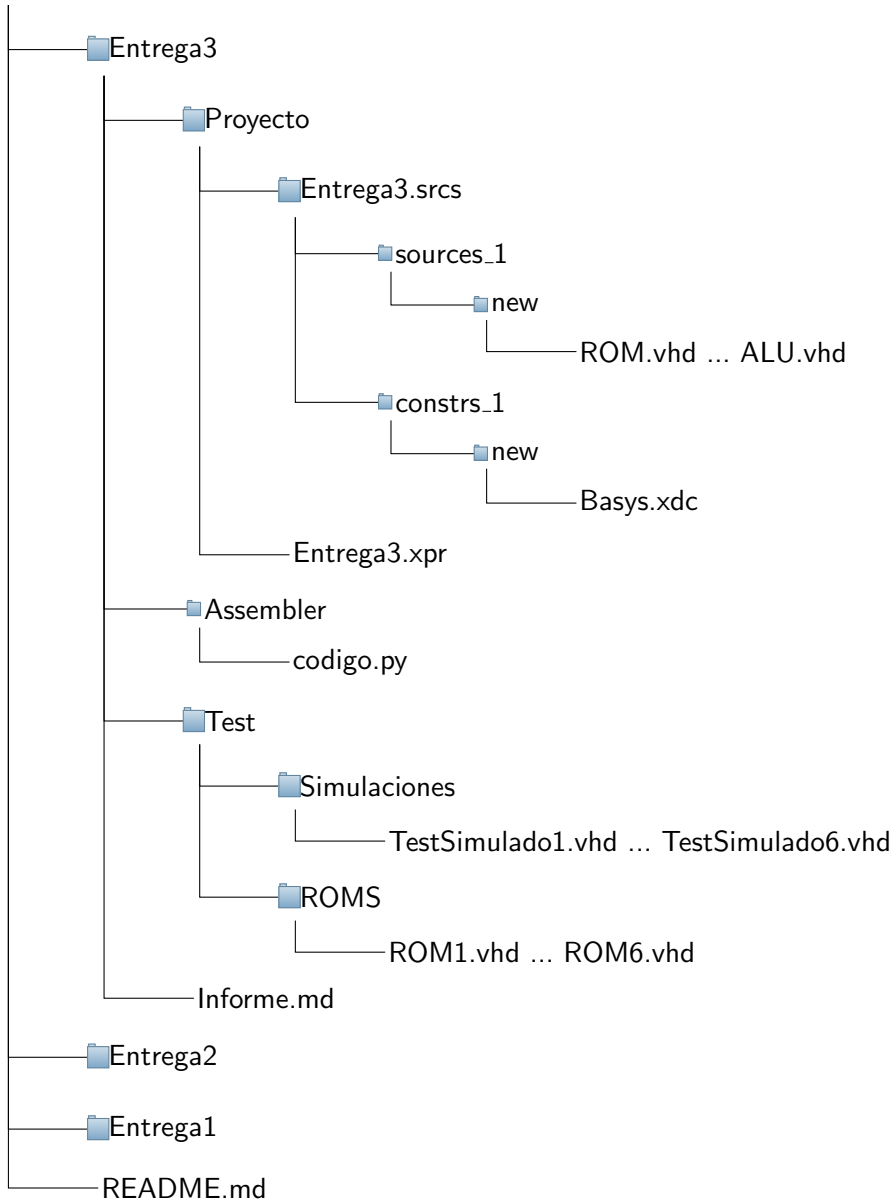 Entrega3
Proyecto
Entrega3.srcs
sources_1
new
ROM.vhd ... ALU.vhd
constrs_1
new
Basys.xdc
Entrega3.xpr
Assembler
codigo.py
Test
Simulaciones
TestSimulado1.vhd ... TestSimulado6.vhd
ROMS
ROM1.vhd ... ROM6.vhd
Informe.md
Entrega2
Entrega1
README.md